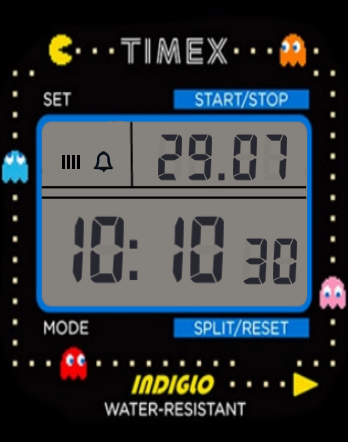 TIMEX
SET START/STOP
29.07
10:10 30
MODE SPLIT/RESET
INDIGLO
WATER-RESISTANT